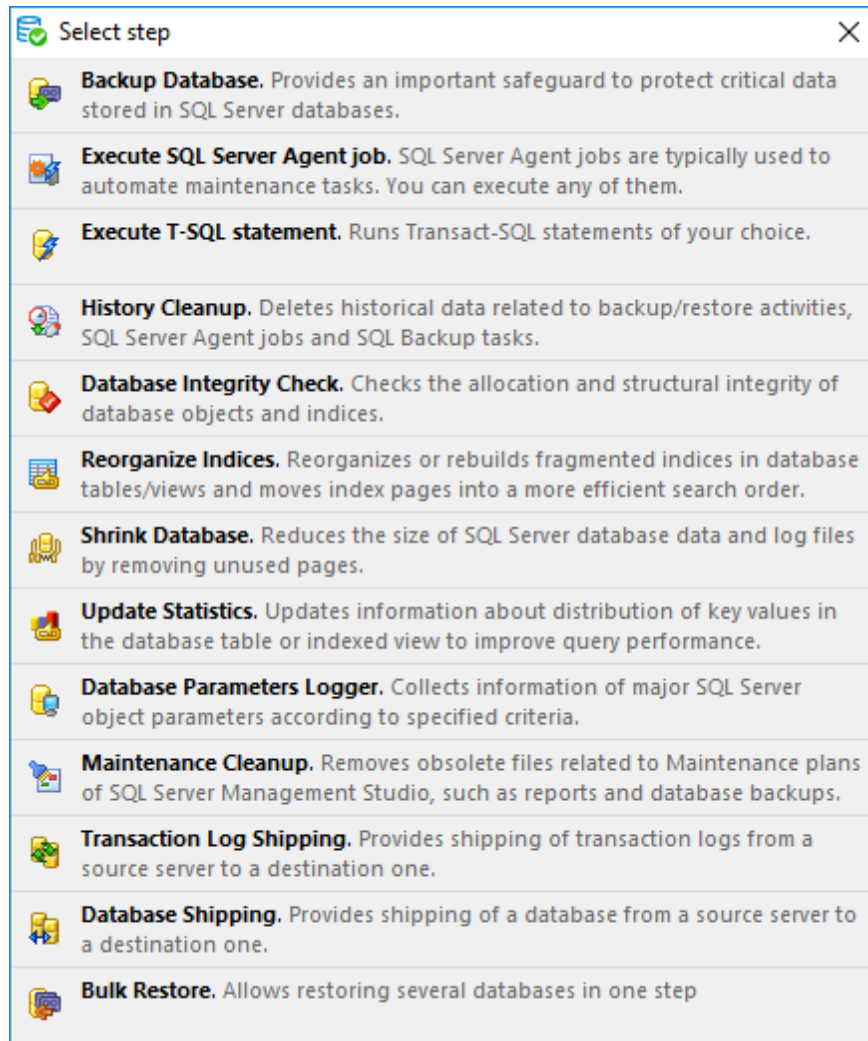 Select step
Backup Database. Provides an important safeguard to protect critical data
stored in SQL Server databases.
Execute SQL Server Agent job. SQL Server Agent jobs are typically used to
automate maintenance tasks. You can execute any of them.
Execute T-SQL statement. Runs Transact-SQL statements of your choice.
History Cleanup. Deletes historical data related to backup/restore activities,
SQL Server Agent jobs and SQL Backup tasks.
Database Integrity Check. Checks the allocation and structural integrity of
database objects and indices.
Reorganize Indices. Reorganizes or rebuilds fragmented indices in database
tables/views and moves index pages into a more efficient search order.
Shrink Database. Reduces the size of SQL Server database data and log files
by removing unused pages.
Update Statistics. Updates information about distribution of key values in
the database table or indexed view to improve query performance.
Database Parameters Logger. Collects information of major SQL Server
object parameters according to specified criteria.
Maintenance Cleanup. Removes obsolete files related to Maintenance plans
of SQL Server Management Studio, such as reports and database backups.
Transaction Log Shipping. Provides shipping of transaction logs from a
source server to a destination one.
Database Shipping. Provides shipping of a database from a source server to
a destination one.
Bulk Restore. Allows restoring several databases in one step